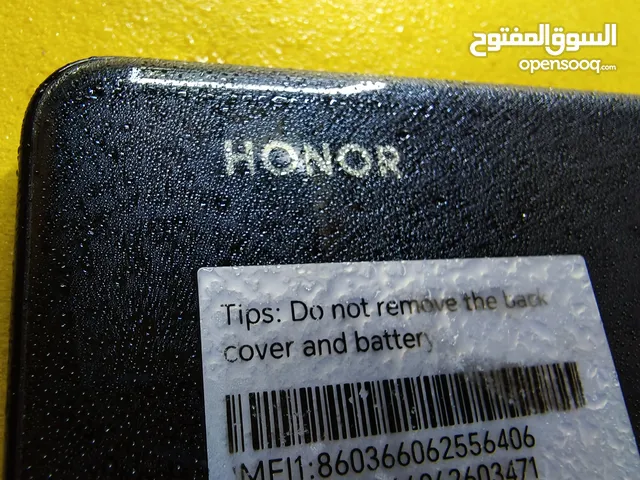 السوق المفتوح
opensooq.com
HONOR
Tips: Do not remove the back
cover and battery
IMEI1:860366062556406